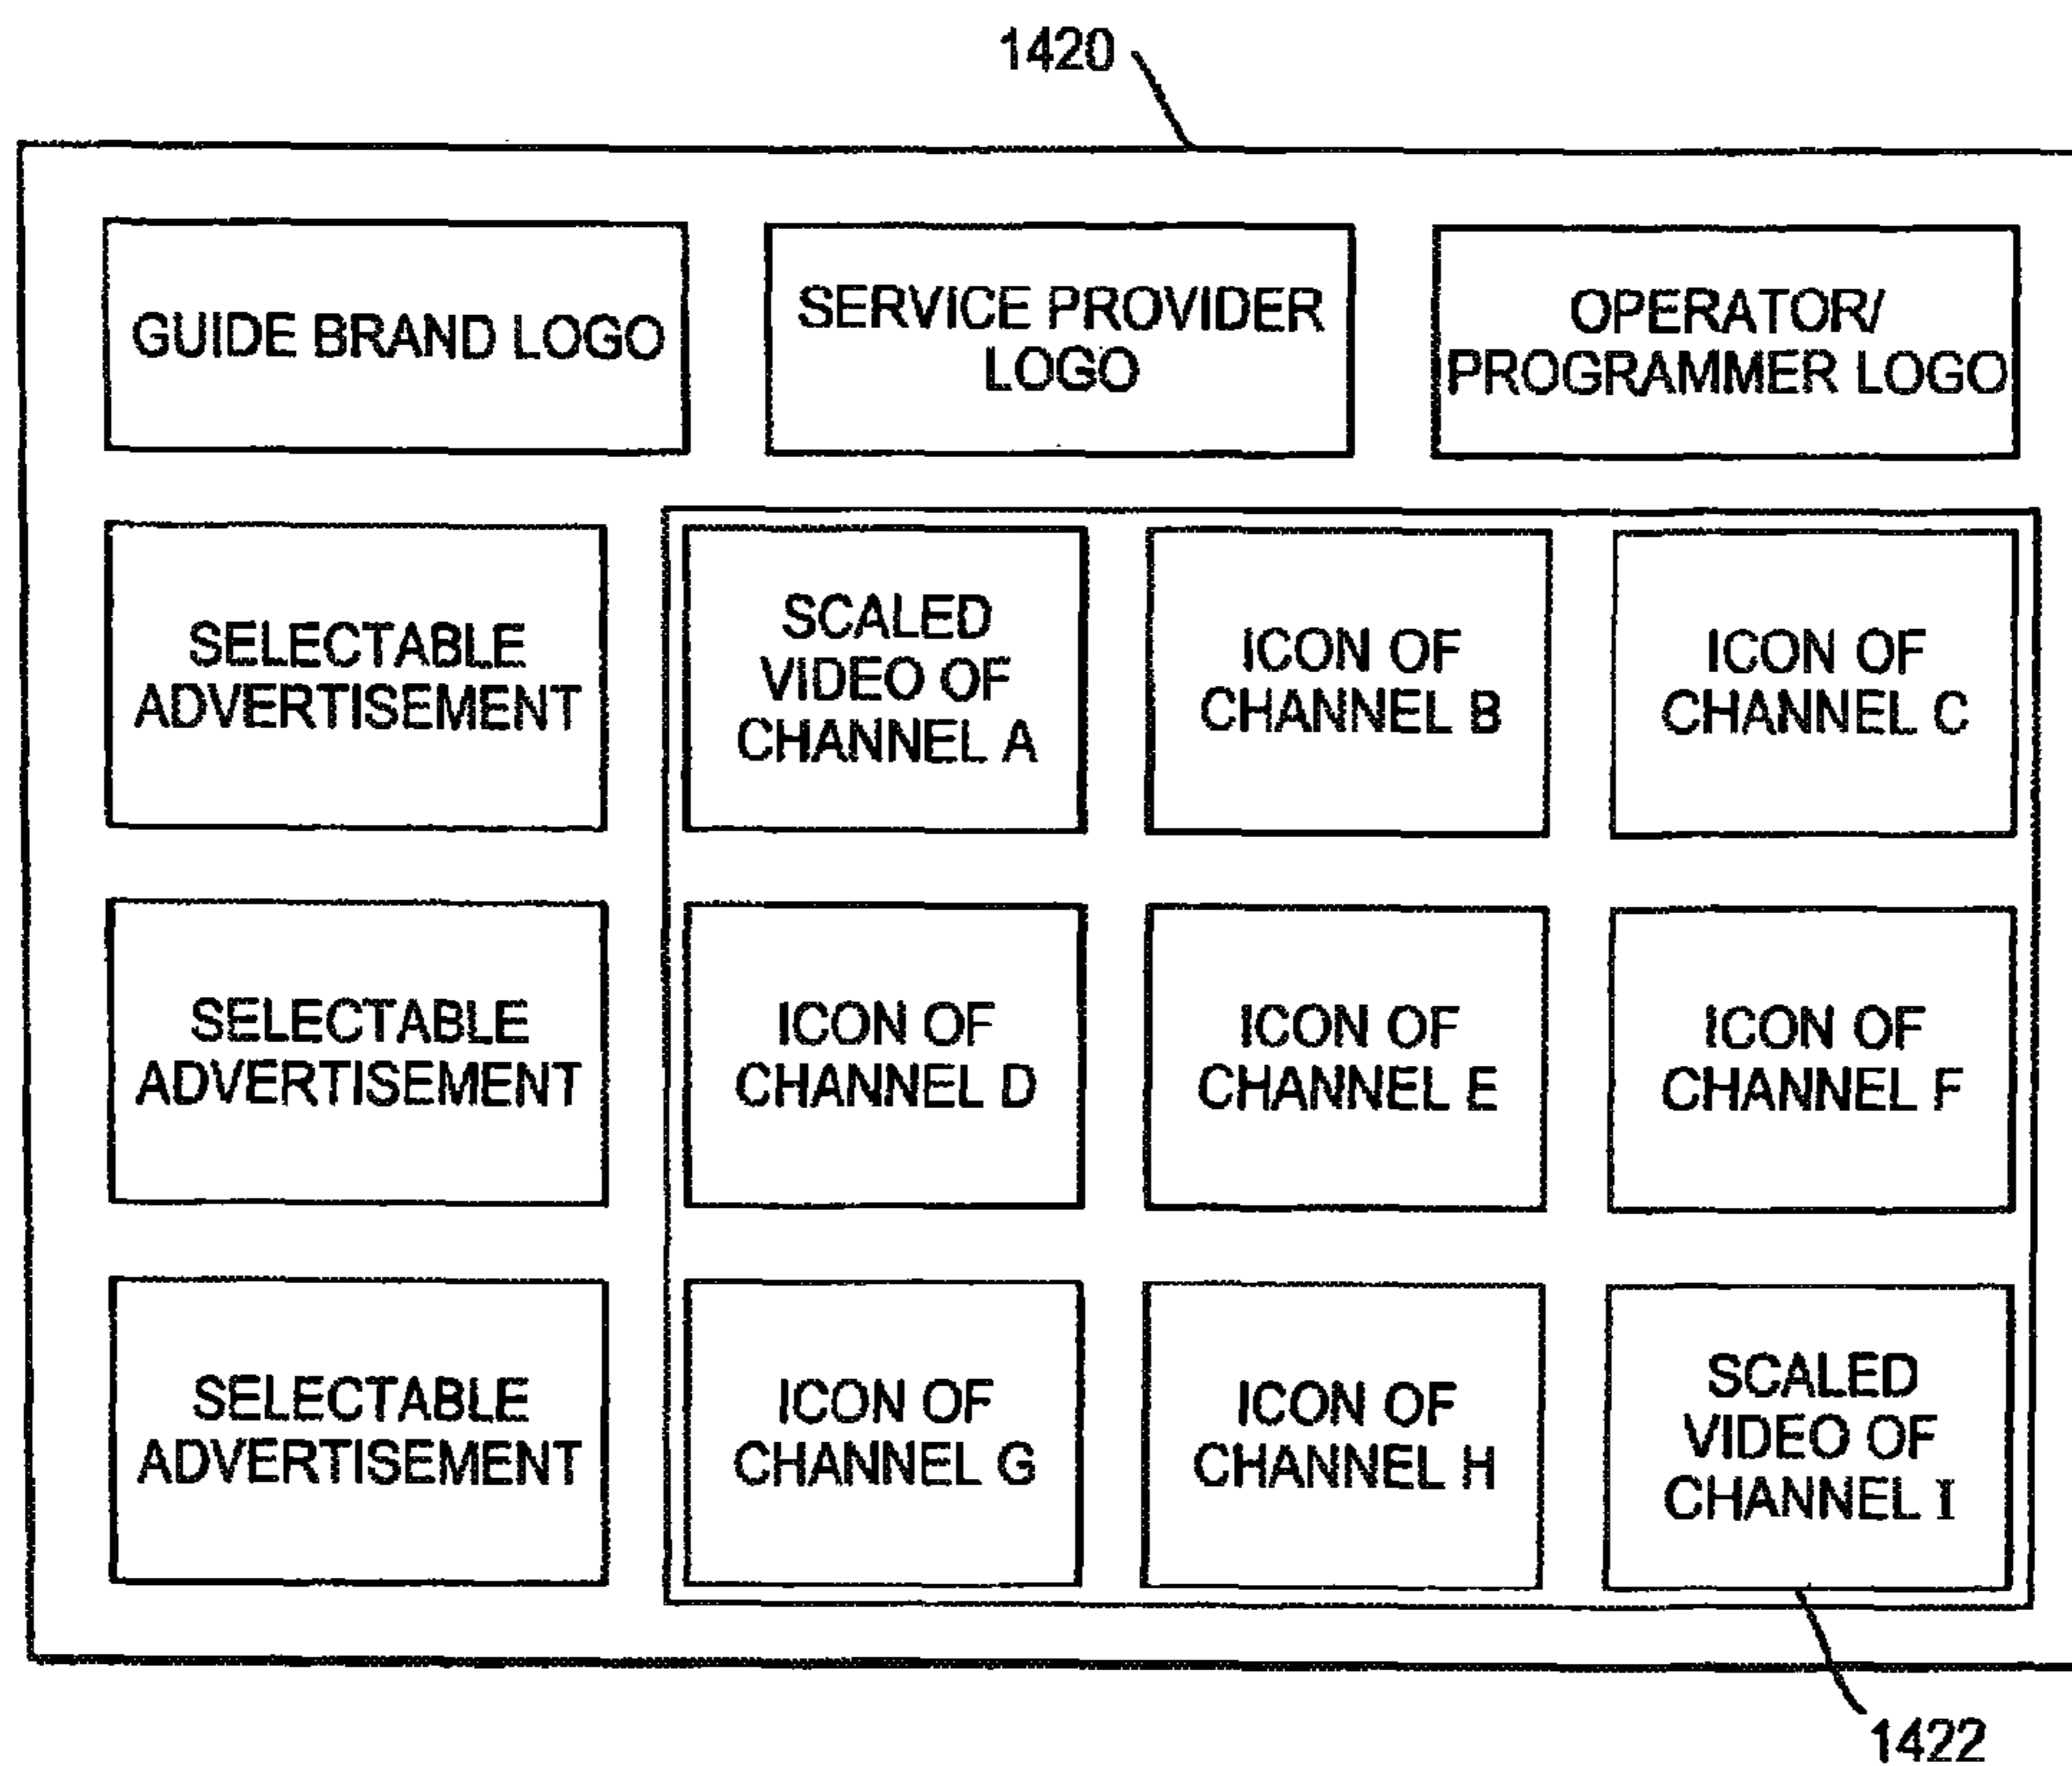 1420
GUIDE BRAND LOGO
SERVICE PROVIDER
LOGO
OPERATOR/
PROGRAMMER LOGO
SELECTABLE
ADVERTISEMENT
SCALED
VIDEO OF
CHANNEL A
ICON OF
CHANNEL B
ICON OF
CHANNEL C
SELECTABLE
ADVERTISEMENT
ICON OF
CHANNEL D
ICON OF
CHANNEL E
ICON OF
CHANNEL F
SELECTABLE
ADVERTISEMENT
ICON OF
CHANNEL G
ICON OF
CHANNEL H
SCALED
VIDEO OF
CHANNEL I
1422